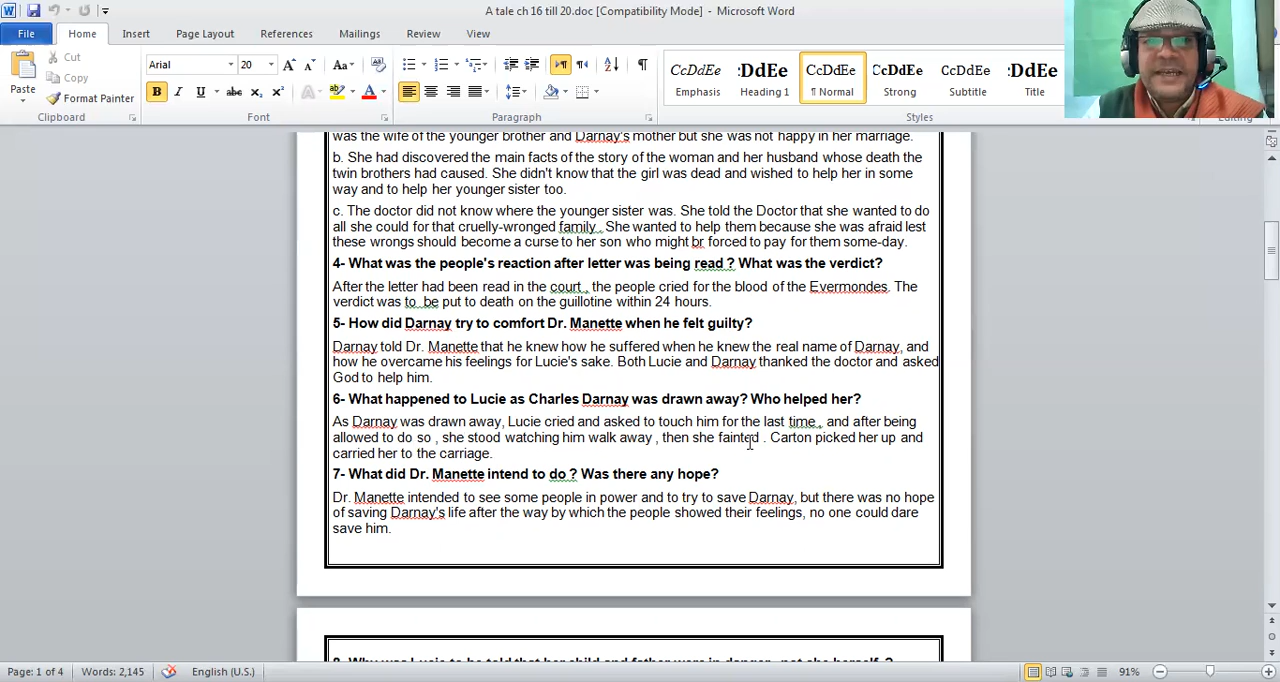 A tale ch 16 till 20.doc [Compatibility Mode] - Microsoft Word
File Home Insert Page Layout References Mailings Review View
Paste
Cut
Copy
Format Painter
Clipboard
Arial 20
Font
Paragraph
CcDdEe :DdEe CcDdEe CcDdEe CcDdEe :DdEe
Emphasis Heading 1 ¶ Normal Strong Subtitle Title
Styles
Editing
was the wife of the younger brother and Darnay's mother but she was not happy in her marriage.
b. She had discovered the main facts of the story of the woman and her husband whose death the
twin brothers had caused. She didn't know that the girl was dead and wished to help her in some
way and to help her younger sister too.
c. The doctor did not know where the younger sister was. She told the Doctor that she wanted to do
all she could for that cruelly-wronged family . She wanted to help them because she was afraid lest
these wrongs should become a curse to her son who might br forced to pay for them some-day.
4- What was the people's reaction after letter was being read ? What was the verdict?
After the letter had been read in the court , the people cried for the blood of the Evermondes. The
verdict was to be put to death on the guillotine within 24 hours.
5- How did Darnay try to comfort Dr. Manette when he felt guilty?
Darnay told Dr. Manette that he knew how he suffered when he knew the real name of Darnay, and
how he overcame his feelings for Lucie's sake. Both Lucie and Darnay thanked the doctor and asked
God to help him.
6- What happened to Lucie as Charles Darnay was drawn away? Who helped her?
As Darnay was drawn away, Lucie cried and asked to touch him for the last time , and after being
allowed to do so , she stood watching him walk away , then she fainted . Carton picked her up and
carried her to the carriage.
7- What did Dr. Manette intend to do ? Was there any hope?
Dr. Manette intended to see some people in power and to try to save Darnay, but there was no hope
of saving Darnay's life after the way by which the people showed their feelings, no one could dare
save him.
8- Why was Lucie to be told that her child and father were in danger , not she herself ?
Page: 1 of 4 Words: 2,145 English (U.S.) 91%